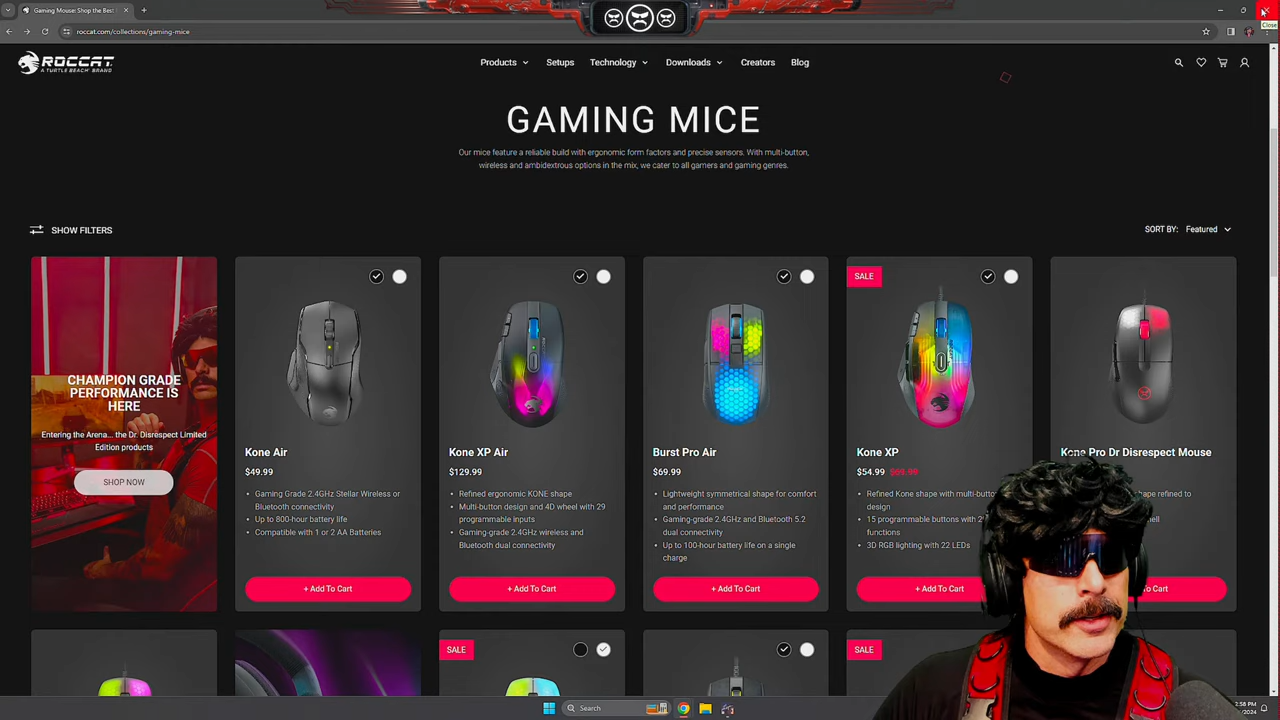 Gaming Mouse: Shop the Bes
roccat.com/collections/gaming-mice
Close
ROCCAT
A TURTLE BEACH BRAND
Products
Setups
Technology
Downloads
Creators
Blog
GAMING MICE
Our mice feature a reliable build with ergonomic form factors and precise sensors. With multi-button,
wireless and ambidextrous options in the mix, we cater to all gamers and gaming genres.
SHOW FILTERS
SORT BY: Featured
CHAMPION GRADE
PERFORMANCE IS
HERE
Entering the Arena... the Dr. Disrespect Limited
Edition products
SHOP NOW
Kone Air
$49.99
• Gaming Grade 2.4GHz Stellar Wireless or
Bluetooth connectivity
• Up to 800-hour battery life
• Compatible with 1 or 2 AA Batteries
+ Add To Cart
Kone XP Air
$129.99
• Refined ergonomic KONE shape
• Multi-button design and 4D wheel with 29
programmable inputs
• Gaming-grade 2.4GHz wireless and
Bluetooth dual connectivity
+ Add To Cart
Burst Pro Air
$69.99
• Lightweight symmetrical shape for comfort
and performance
• Gaming-grade 2.4GHz and Bluetooth 5.2
dual connectivity
• Up to 100-hour battery life on a single
charge
+ Add To Cart
SALE
Kone XP
$54.99
• Refined Kone shape with multi-button
design
• 15 programmable buttons with
functions
• 3D RGB lighting with 22 LEDs
+ Add To Cart
Kone Pro Dr Disrespect Mouse
shape refined to
To Cart
SALE
SALE
Search
2:58 PM
/2024